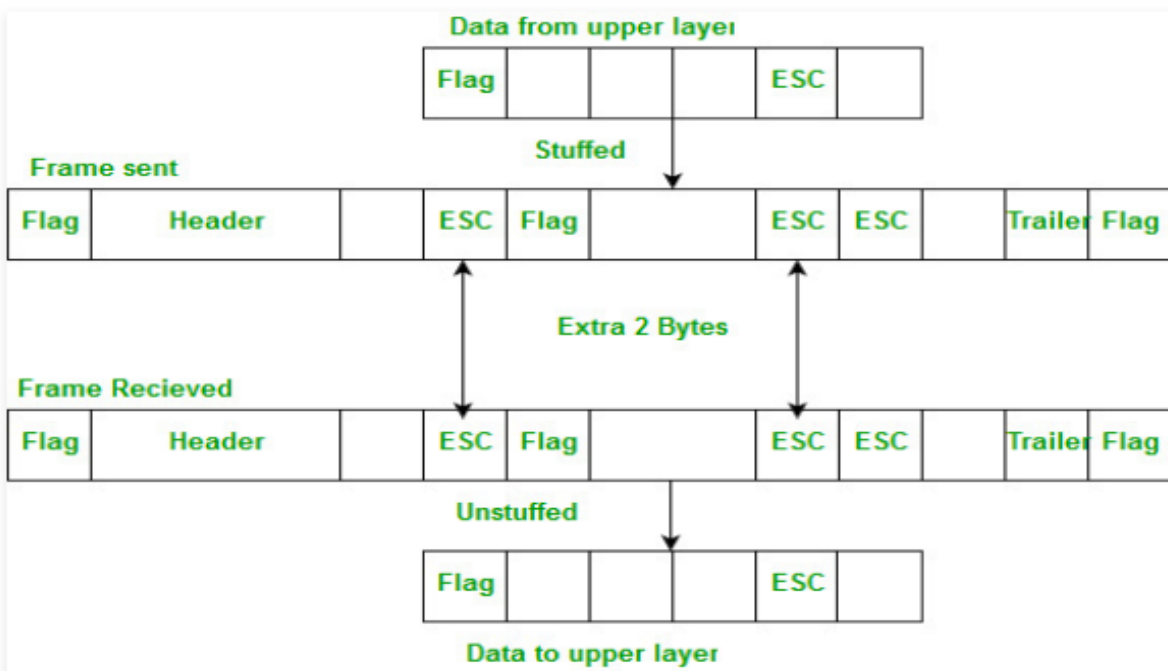 Data from upper layer
Flag ESC
Stuffed
Frame sent
Flag Header ESC Flag ESC ESC Trailer Flag
Extra 2 Bytes
Frame Recieved
Flag Header ESC Flag ESC ESC Trailer Flag
Unstuffed
Flag ESC
Data to upper layer